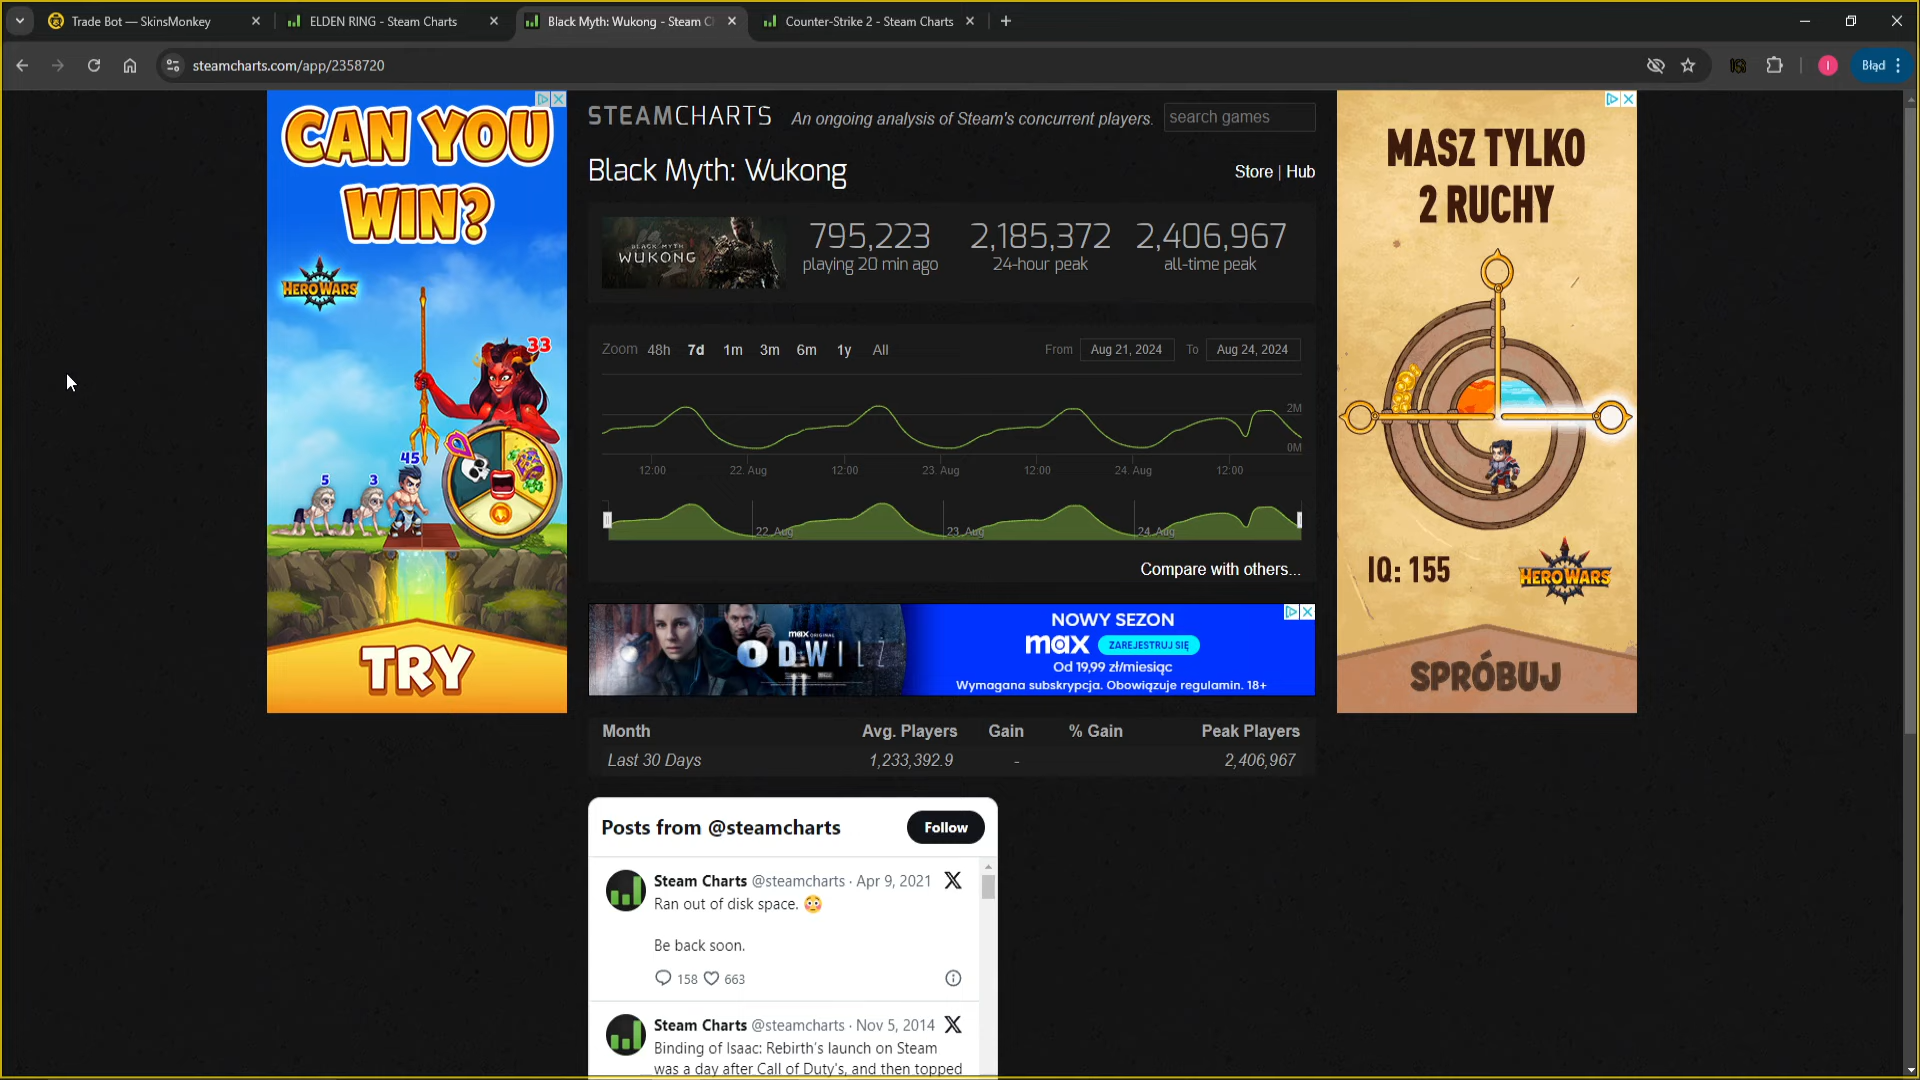 Trade Bot — SkinsMonkey
ELDEN RING - Steam Charts
Black Myth: Wukong - Steam C
Counter-Strike 2 - Steam Charts
steamcharts.com/app/2358720
Błąd
CAN YOU
WIN?
HERO WARS
33
45
5
3
TRY
STEAMCHARTS
An ongoing analysis of Steam's concurrent players.
search games
Black Myth: Wukong
Store | Hub
BLACK MYTH
WUKONG
795,223
playing 20 min ago
2,185,372
24-hour peak
2,406,967
all-time peak
Zoom 48h 7d 1m 3m 6m 1y All
From Aug 21, 2024 To Aug 24, 2024
2M
0M
12:00 22. Aug 12:00 23. Aug 12:00 24. Aug 12:00
22. Aug 23. Aug 24. Aug
Compare with others...
max ORIGINAL
ODWILŻ
NOWY SEZON
max ZAREJESTRUJ SIĘ
Od 19,99 zł/miesiąc
Wymagana subskrypcja. Obowiązuje regulamin. 18+
Month Avg. Players Gain % Gain Peak Players
Last 30 Days 1,233,392.9 - 2,406,967
Posts from @steamcharts
Follow
Steam Charts @steamcharts · Apr 9, 2021
Ran out of disk space. 😳
Be back soon.
158 663
Steam Charts @steamcharts · Nov 5, 2014
Binding of Isaac: Rebirth's launch on Steam
was a day after Call of Duty's, and then topped
MASZ TYLKO
2 RUCHY
IQ: 155
HERO WARS
SPRÓBUJ